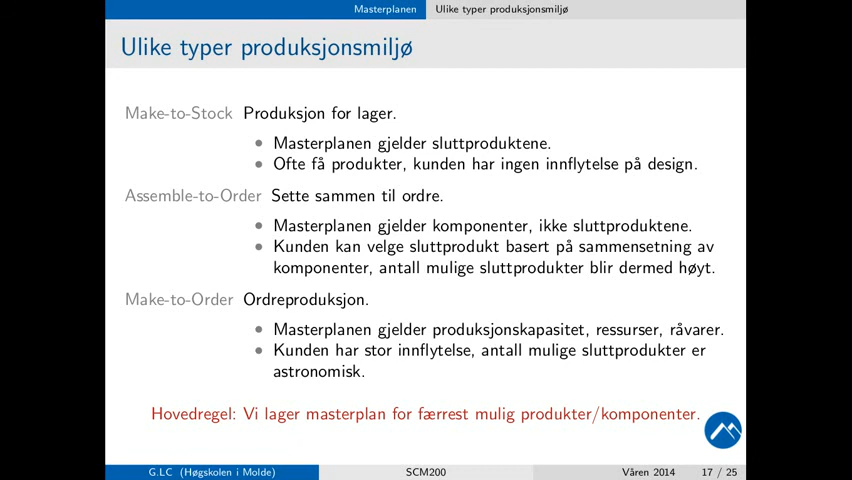 Masterplanen Ulike typer produksjonsmiljø
Ulike typer produksjonsmiljø
Make-to-Stock Produksjon for lager.
Masterplanen gjelder sluttproduktene.
Ofte få produkter, kunden har ingen innflytelse på design.
Assemble-to-Order Sette sammen til ordre.
Masterplanen gjelder komponenter, ikke sluttproduktene.
Kunden kan velge sluttprodukt basert på sammensetning av
komponenter, antall mulige sluttprodukter blir dermed høyt.
Make-to-Order Ordreproduksjon.
Masterplanen gjelder produksjonskapasitet, ressurser, råvarer.
Kunden har stor innflytelse, antall mulige sluttprodukter er
astronomisk.
Hovedregel: Vi lager masterplan for færrest mulig produkter/komponenter.
G.LC (Høgskolen i Molde) SCM200 Våren 2014 17 / 25